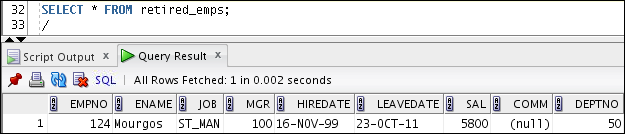 32 SELECT * FROM retired_emps;
33 /
Script Output x Query Result x
SQL | All Rows Fetched: 1 in 0.002 seconds
EMPNO ENAME JOB MGR HIREDATE LEAVEDATE SAL COMM DEPTNO
1 124 Mourgos ST_MAN 100 16-NOV-99 23-OCT-11 5800 (null) 50